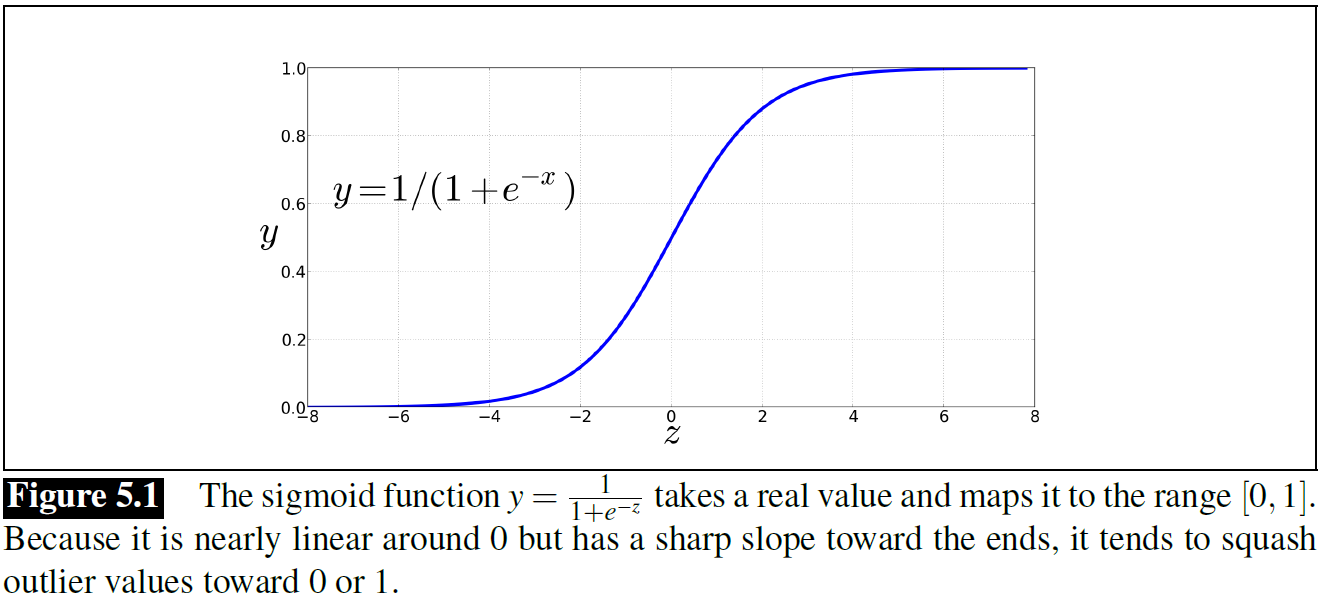 1.0
0.8
y=1/(1+e^{-x})
0.6
y
0.4
0.2
0.0
−8 −6 −4 −2 0 2 4 6 8
z
Figure 5.1 The sigmoid function y = \frac{1}{1+e^{-z}} takes a real value and maps it to the range [0, 1].
Because it is nearly linear around 0 but has a sharp slope toward the ends, it tends to squash
outlier values toward 0 or 1.